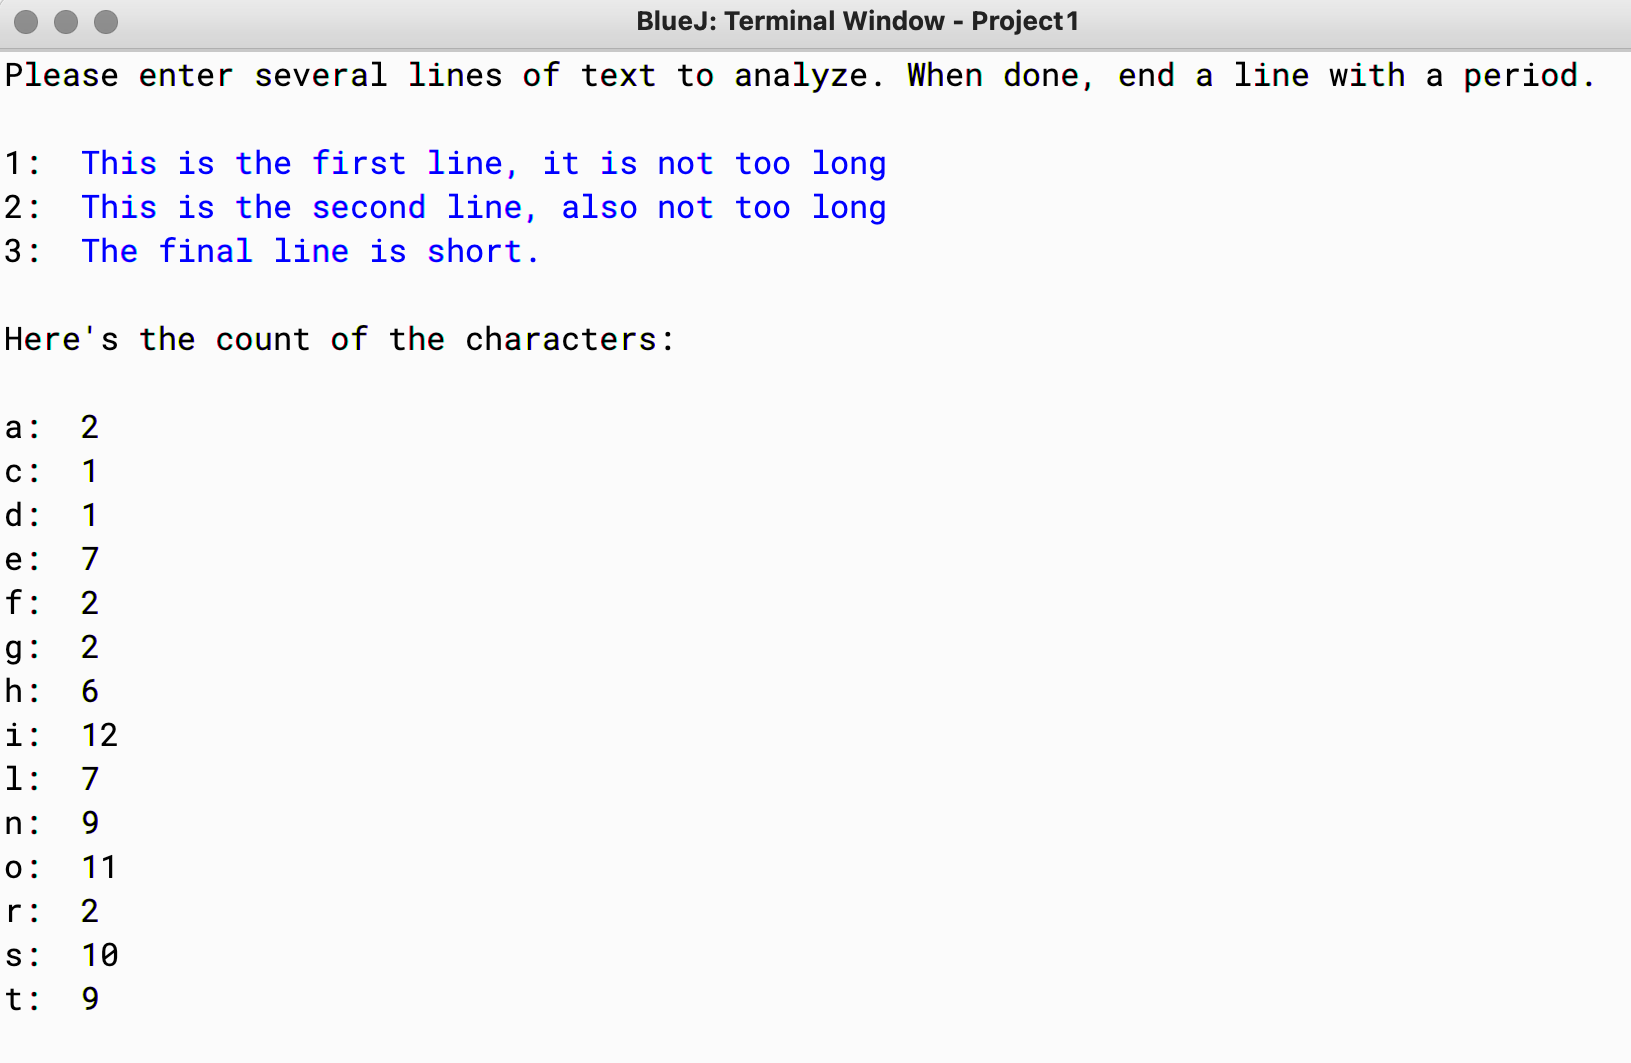 BlueJ: Terminal Window - Project1
Please enter several lines of text to analyze. When done, end a line with a period.
1:  This is the first line, it is not too long
2:  This is the second line, also not too long
3:  The final line is short.
Here's the count of the characters:
a:  2
c:  1
d:  1
e:  7
f:  2
g:  2
h:  6
i:  12
l:  7
n:  9
o:  11
r:  2
s:  10
t:  9